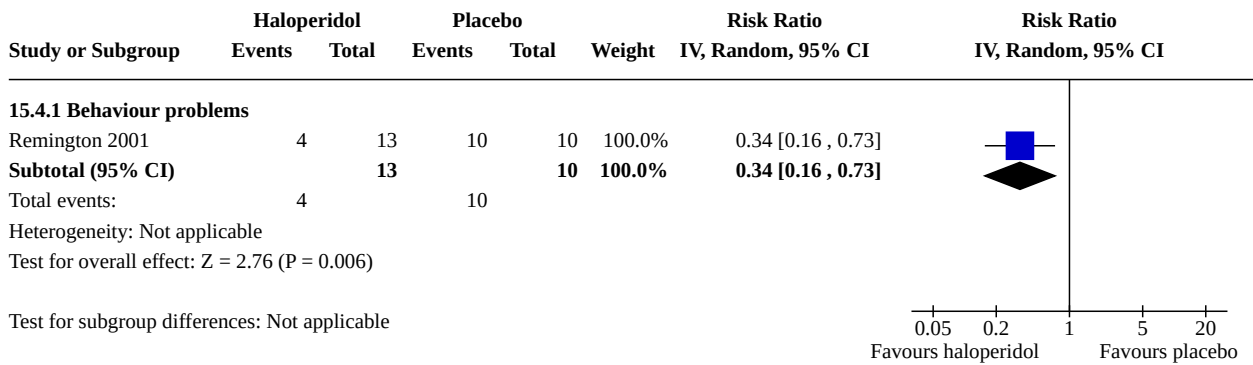 Haloperidol Placebo Risk Ratio Risk Ratio
Study or Subgroup Events Total Events Total Weight IV, Random, 95% CI IV, Random, 95% CI
15.4.1 Behaviour problems
Remington 2001 4 13 10 10 100.0% 0.34 [0.16 , 0.73]
Subtotal (95% CI) 13 10 100.0% 0.34 [0.16 , 0.73]
Total events: 4 10
Heterogeneity: Not applicable
Test for overall effect: Z = 2.76 (P = 0.006)
Test for subgroup differences: Not applicable
0.05 0.2 1 5 20
Favours haloperidol Favours placebo